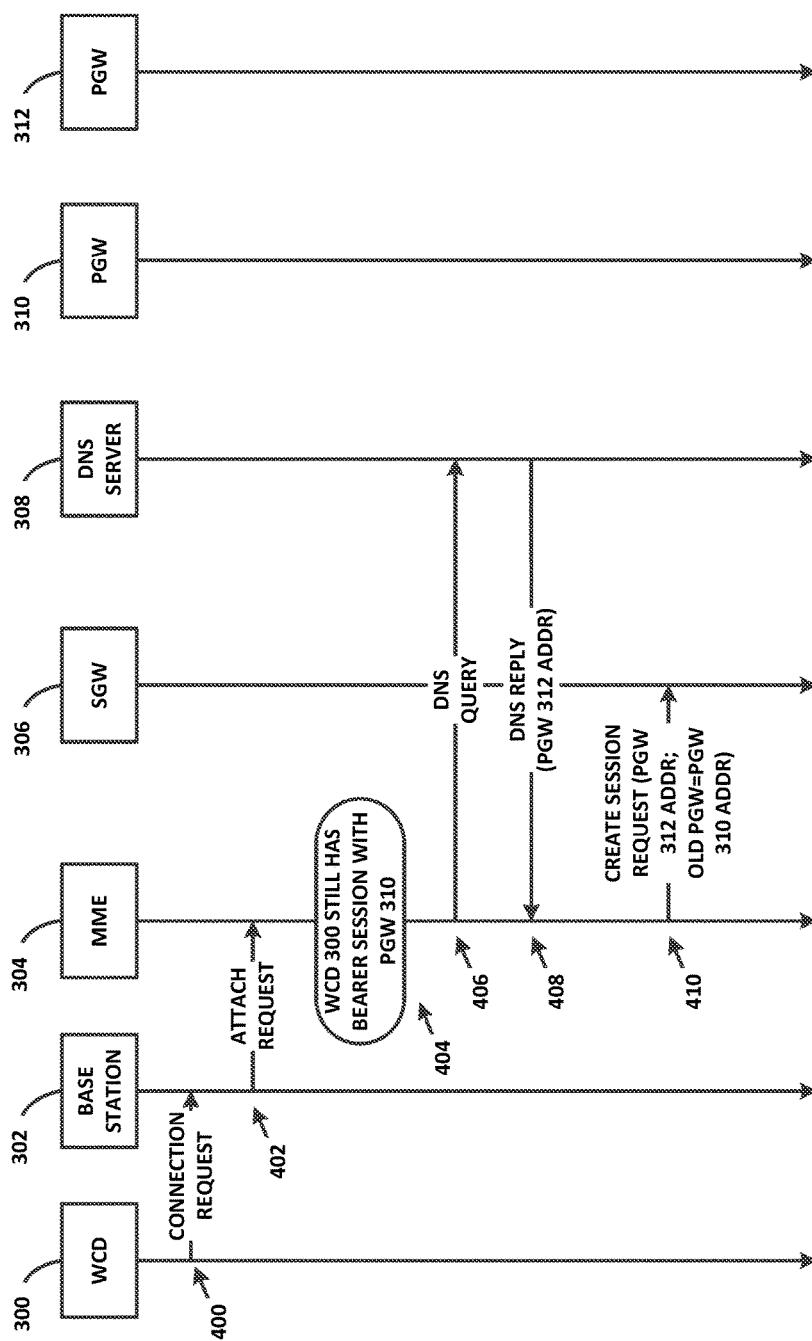 300
302
304
306
308
310
312
WCD
BASE
STATION
MME
SGW
DNS
SERVER
PGW
PGW
CONNECTION
REQUEST
400
ATTACH
REQUEST
402
WCD 300 STILL HAS
BEARER SESSION WITH
PGW 310
404
DNS
QUERY
406
DNS REPLY
(PGW 312 ADDR)
408
CREATE SESSION
REQUEST (PGW
312 ADDR;
OLD PGW=PGW
310 ADDR)
410